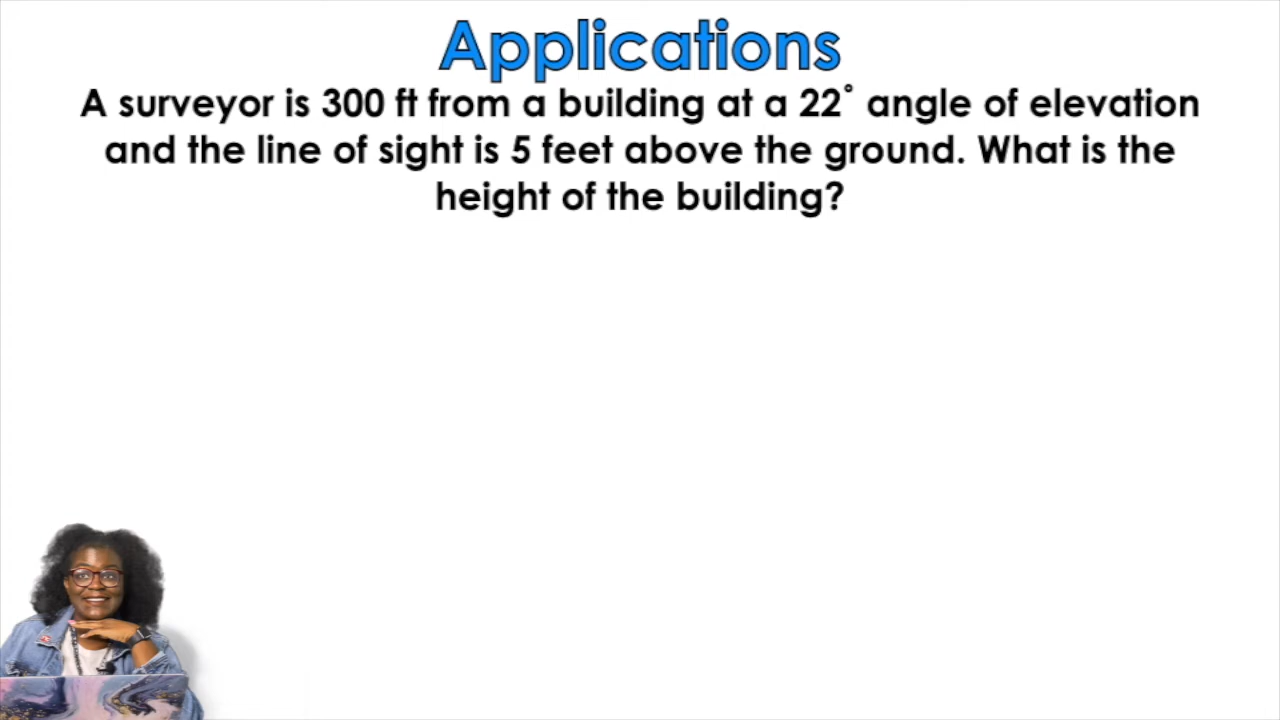 Applications
A surveyor is 300 ft from a building at a 22° angle of elevation
and the line of sight is 5 feet above the ground. What is the
height of the building?